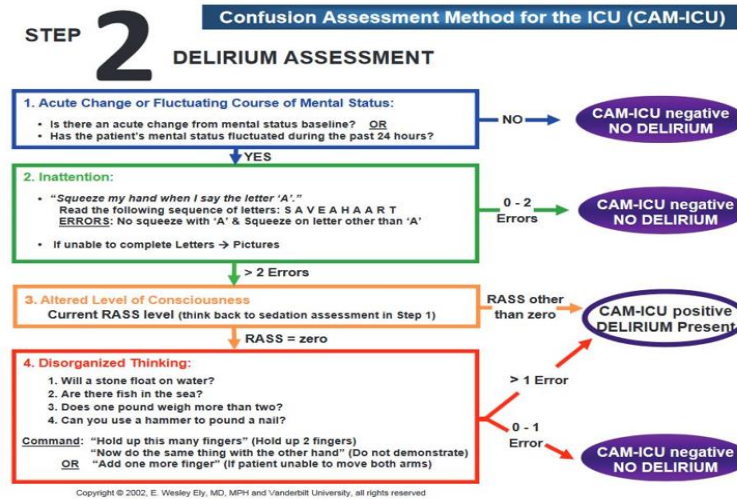 Confusion Assessment Method for the ICU (CAM-ICU)
STEP 2 DELIRIUM ASSESSMENT
1. Acute Change or Fluctuating Course of Mental Status:
• Is there an acute change from mental status baseline? OR
• Has the patient's mental status fluctuated during the past 24 hours?
NO
CAM-ICU negative
NO DELIRIUM
YES
2. Inattention:
• "Squeeze my hand when I say the letter 'A'."
Read the following sequence of letters: S A V E A H A A R T
ERRORS: No squeeze with 'A' & Squeeze on letter other than 'A'
• If unable to complete Letters → Pictures
0 - 2
Errors
CAM-ICU negative
NO DELIRIUM
> 2 Errors
3. Altered Level of Consciousness
Current RASS level (think back to sedation assessment in Step 1)
RASS other
than zero
CAM-ICU positive
DELIRIUM Present
RASS = zero
4. Disorganized Thinking:
1. Will a stone float on water?
2. Are there fish in the sea?
3. Does one pound weigh more than two?
4. Can you use a hammer to pound a nail?
Command: "Hold up this many fingers" (Hold up 2 fingers)
"Now do the same thing with the other hand" (Do not demonstrate)
OR "Add one more finger" (If patient unable to move both arms)
> 1 Error
0 - 1
Error
CAM-ICU negative
NO DELIRIUM
Copyright © 2002, E. Wesley Ely, MD, MPH and Vanderbilt University, all rights reserved